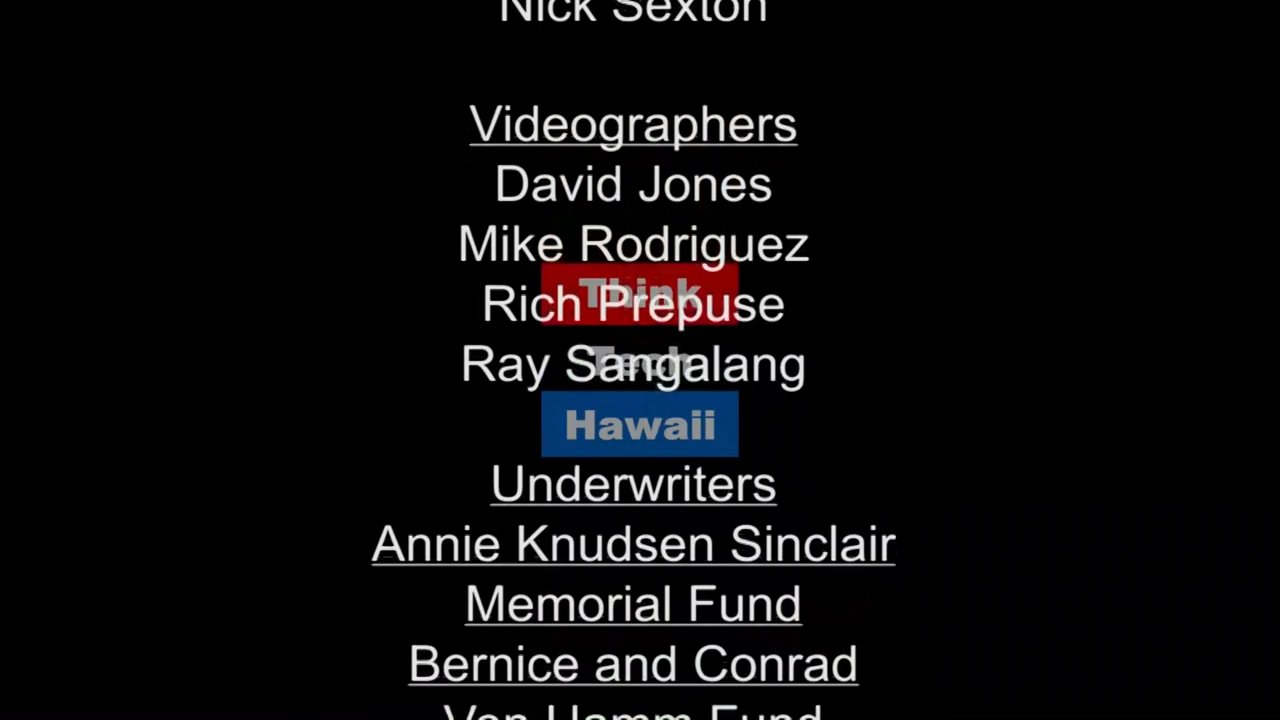 Nick Sexton
Videographers
David Jones
Mike Rodriguez
Think
Rich Prepuse
Tech
Ray Sangalang
Hawaii
Underwriters
Annie Knudsen Sinclair
Memorial Fund
Bernice and Conrad
Von Hamm Fund